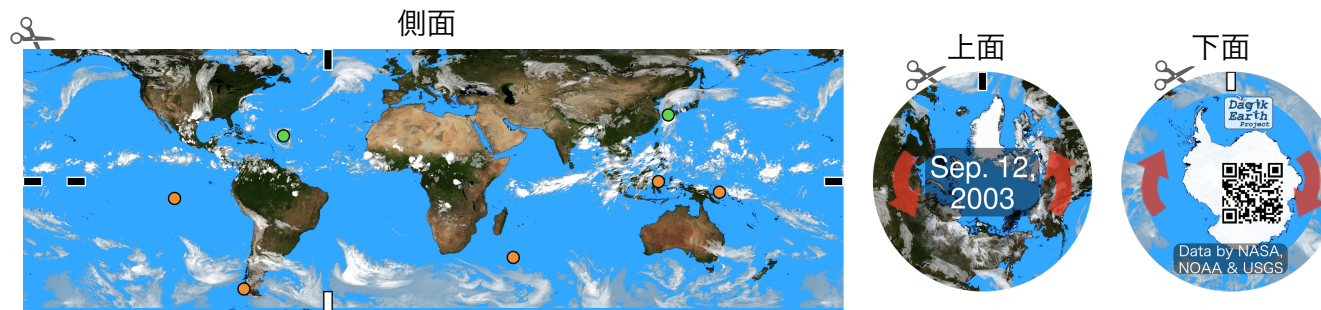 側面
上面
下面
Sep. 12,
2003
Dagik
Earth
Project
Data by NASA,
NOAA & USGS